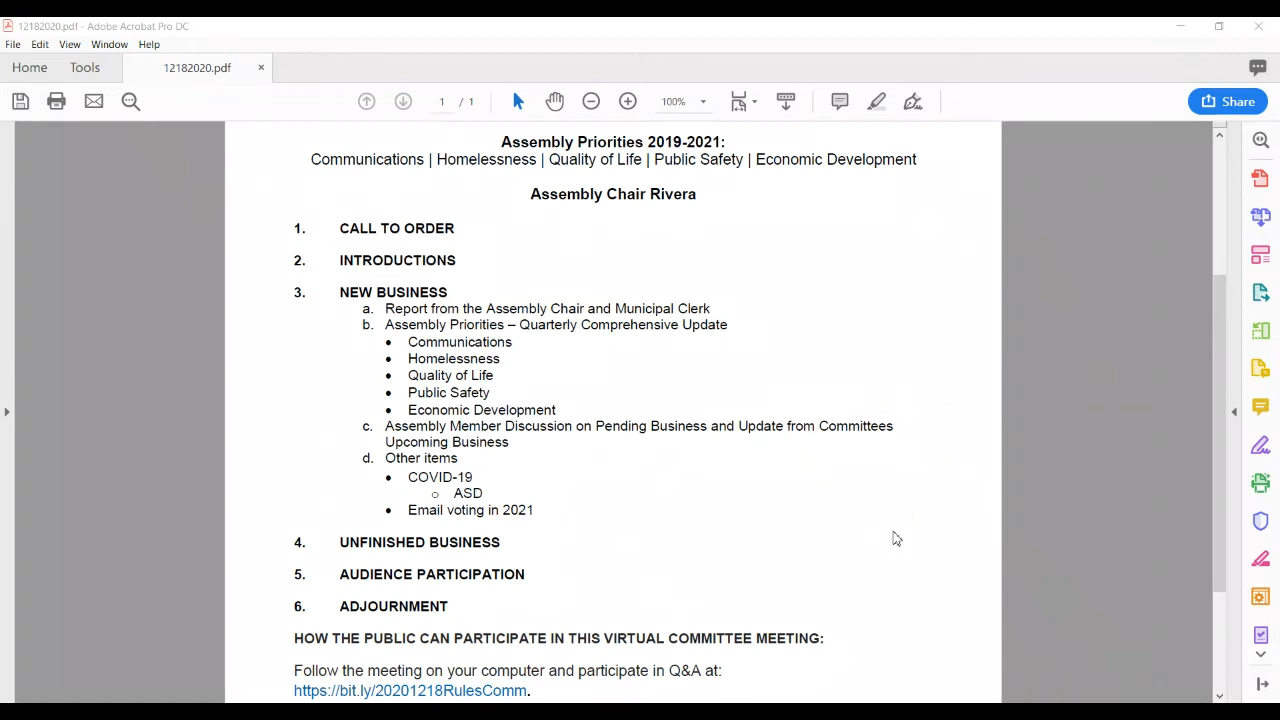 12182020.pdf - Adobe Acrobat Pro DC
File Edit View Window Help
Home Tools 12182020.pdf ×
1 / 1 100% Share
Assembly Priorities 2019-2021:
Communications | Homelessness | Quality of Life | Public Safety | Economic Development
Assembly Chair Rivera
1. CALL TO ORDER
2. INTRODUCTIONS
3. NEW BUSINESS
a. Report from the Assembly Chair and Municipal Clerk
b. Assembly Priorities – Quarterly Comprehensive Update
• Communications
• Homelessness
• Quality of Life
• Public Safety
• Economic Development
c. Assembly Member Discussion on Pending Business and Update from Committees
Upcoming Business
d. Other items
• COVID-19
o ASD
• Email voting in 2021
4. UNFINISHED BUSINESS
5. AUDIENCE PARTICIPATION
6. ADJOURNMENT
HOW THE PUBLIC CAN PARTICIPATE IN THIS VIRTUAL COMMITTEE MEETING:
Follow the meeting on your computer and participate in Q&A at:
https://bit.ly/20201218RulesComm.